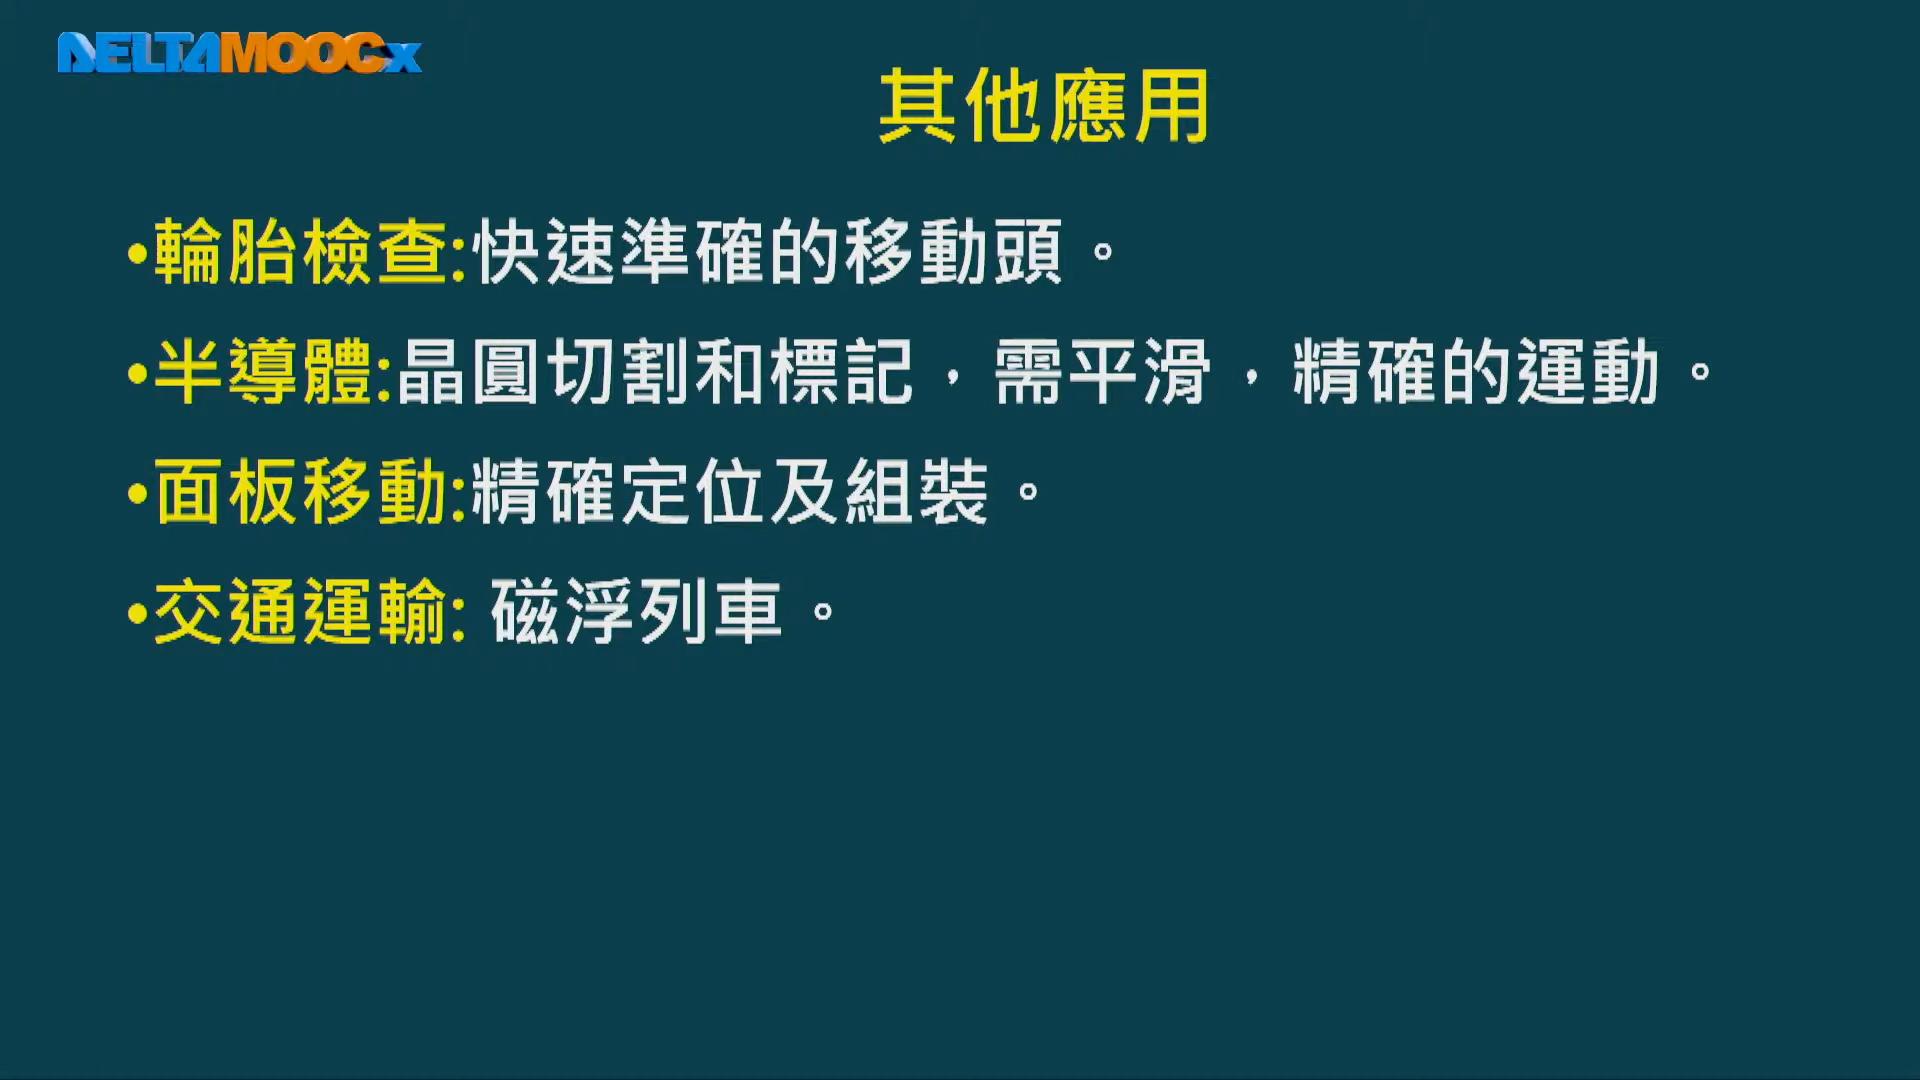 DELTAMOOCx
其他應用
•輪胎檢查:快速準確的移動頭。
•半導體:晶圓切割和標記，需平滑，精確的運動。
•面板移動:精確定位及組裝。
•交通運輸: 磁浮列車。